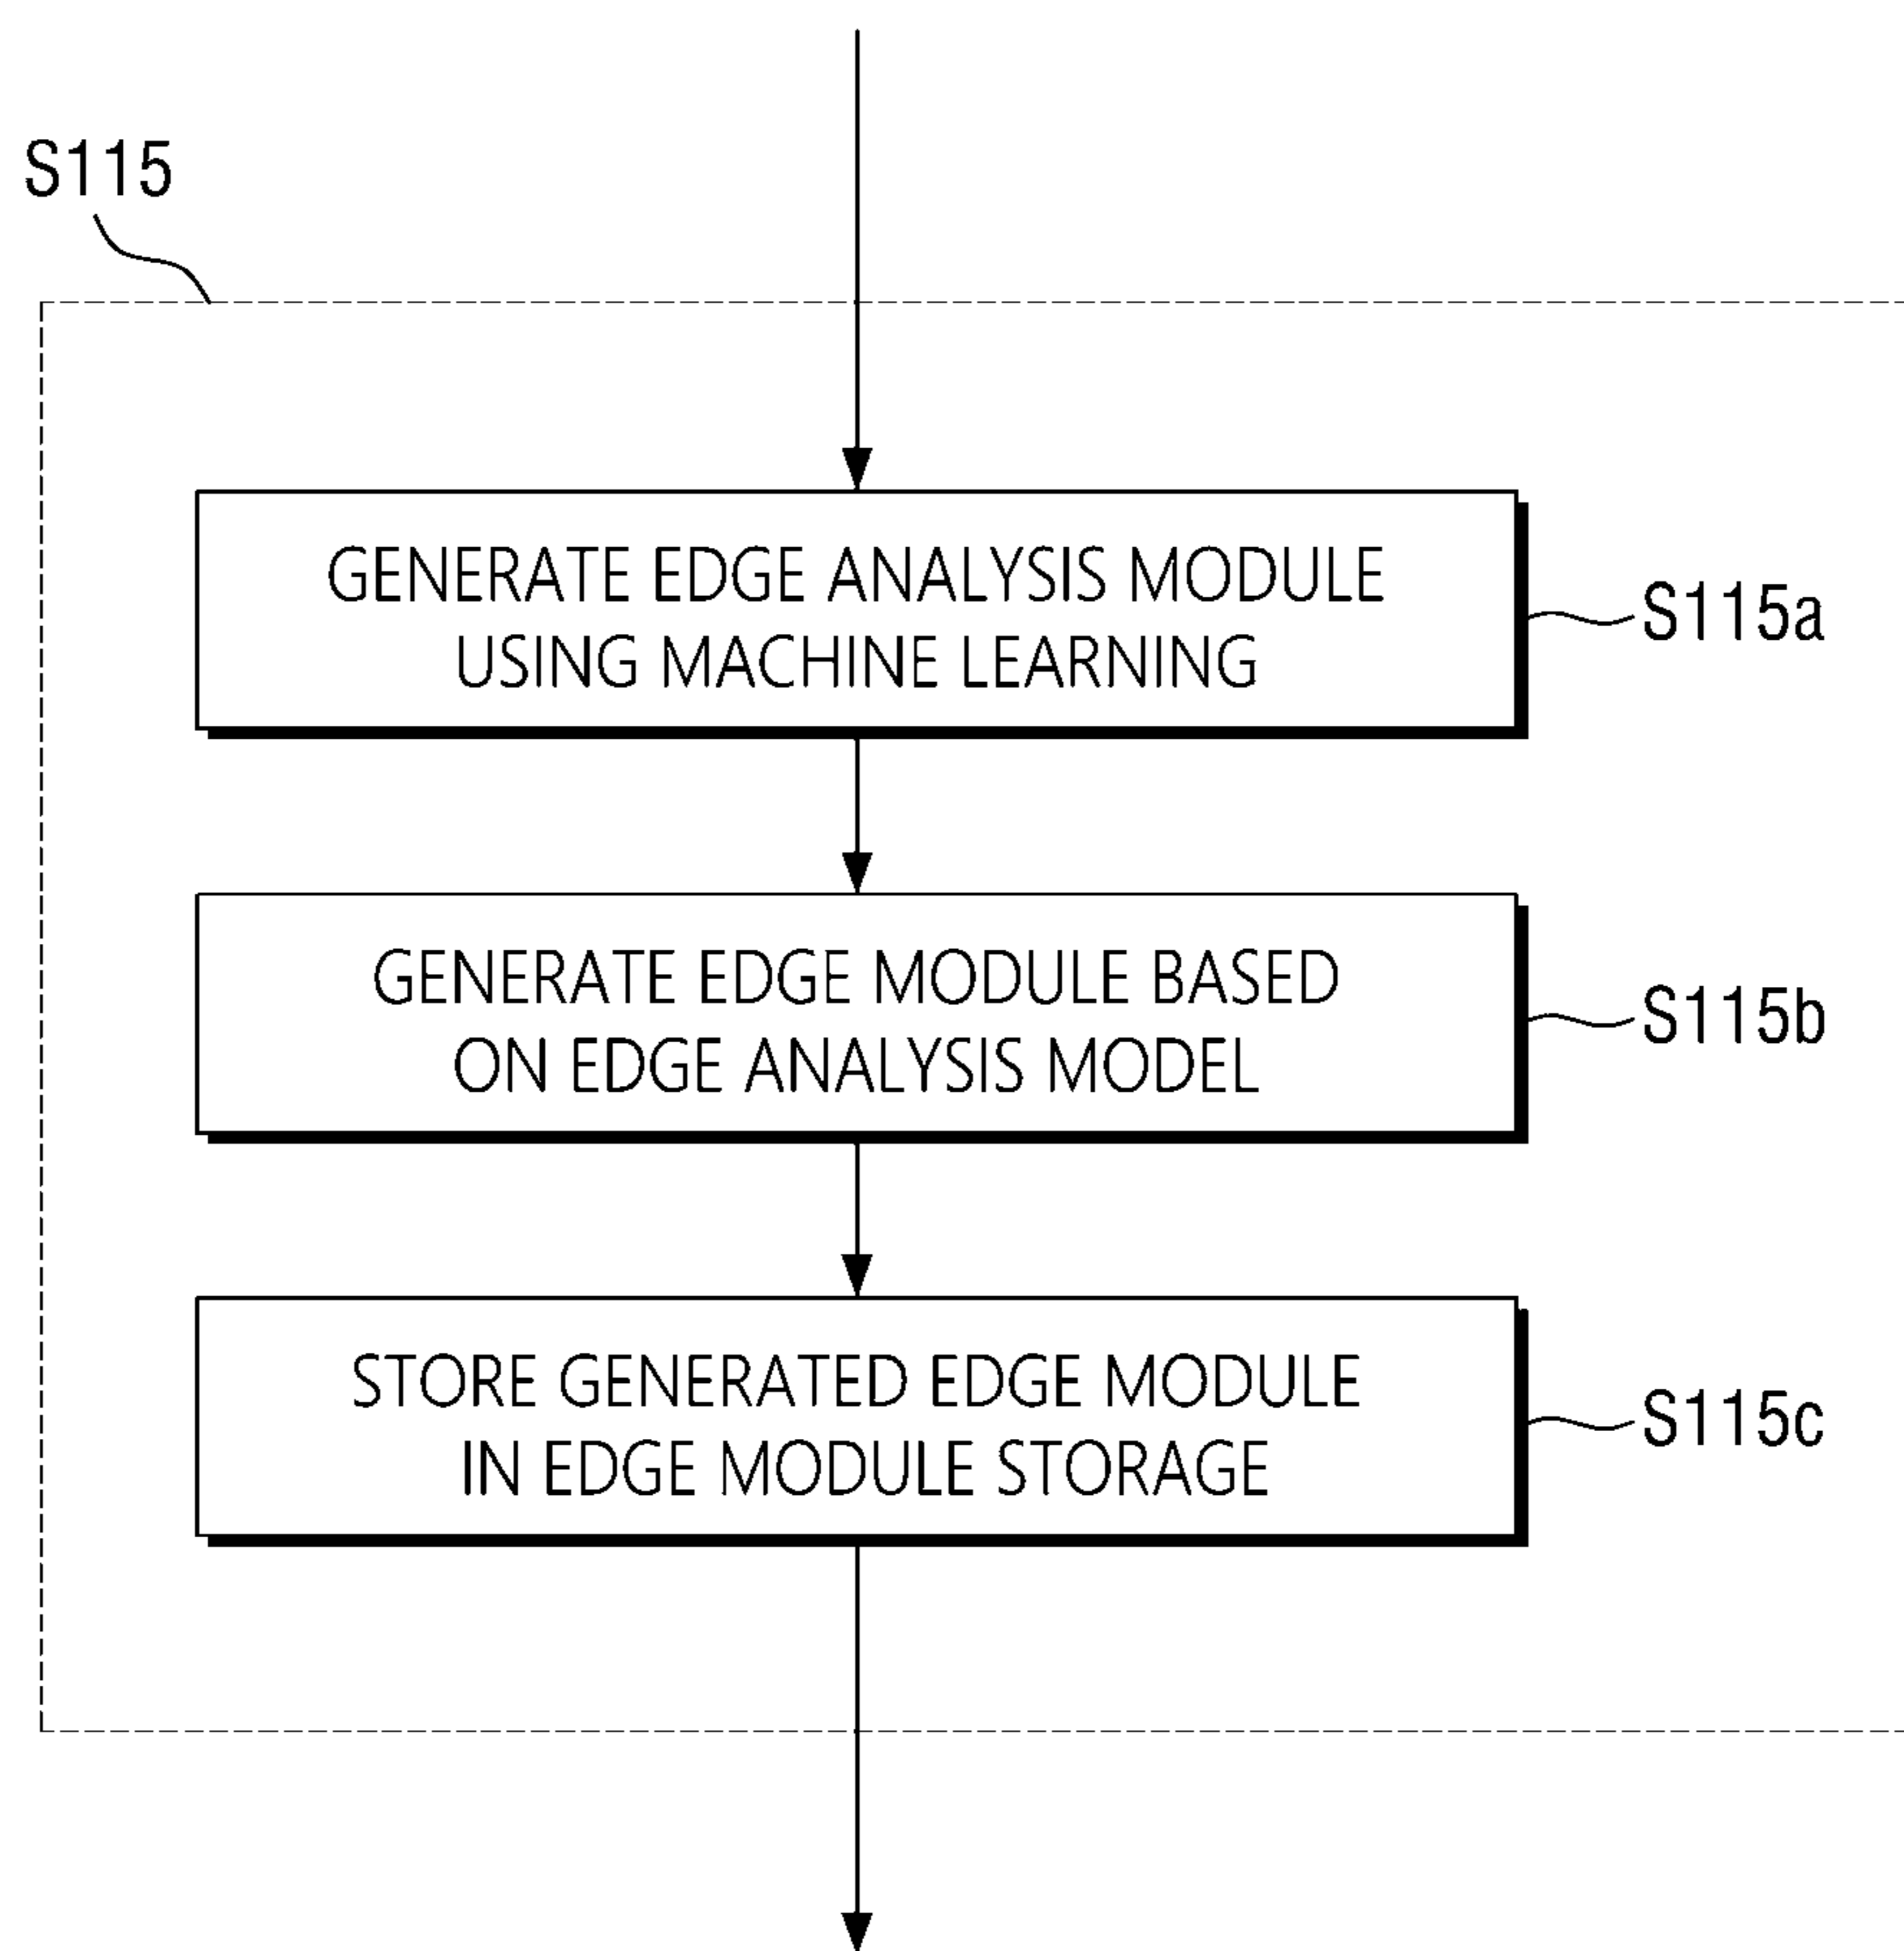 S115
GENERATE EDGE ANALYSIS MODULE
USING MACHINE LEARNING
S115a
GENERATE EDGE MODULE BASED
ON EDGE ANALYSIS MODEL
S115b
STORE GENERATED EDGE MODULE
IN EDGE MODULE STORAGE
S115c